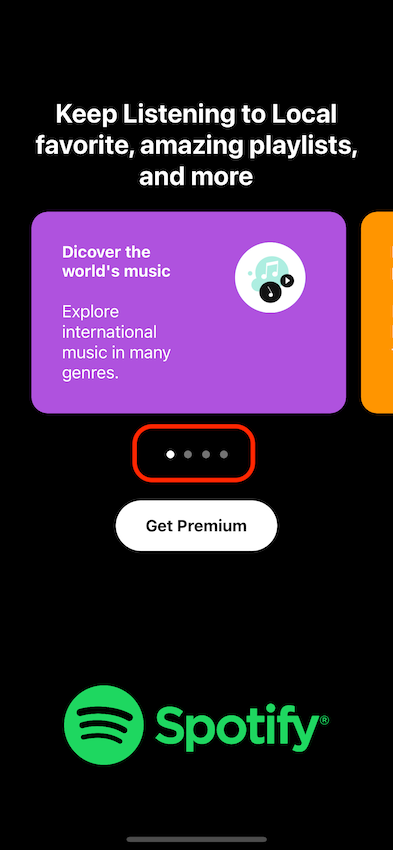 Keep Listening to Local
favorite, amazing playlists,
and more
Dicover the
world's music
Explore
international
music in many
genres.
Get Premium
Spotify®